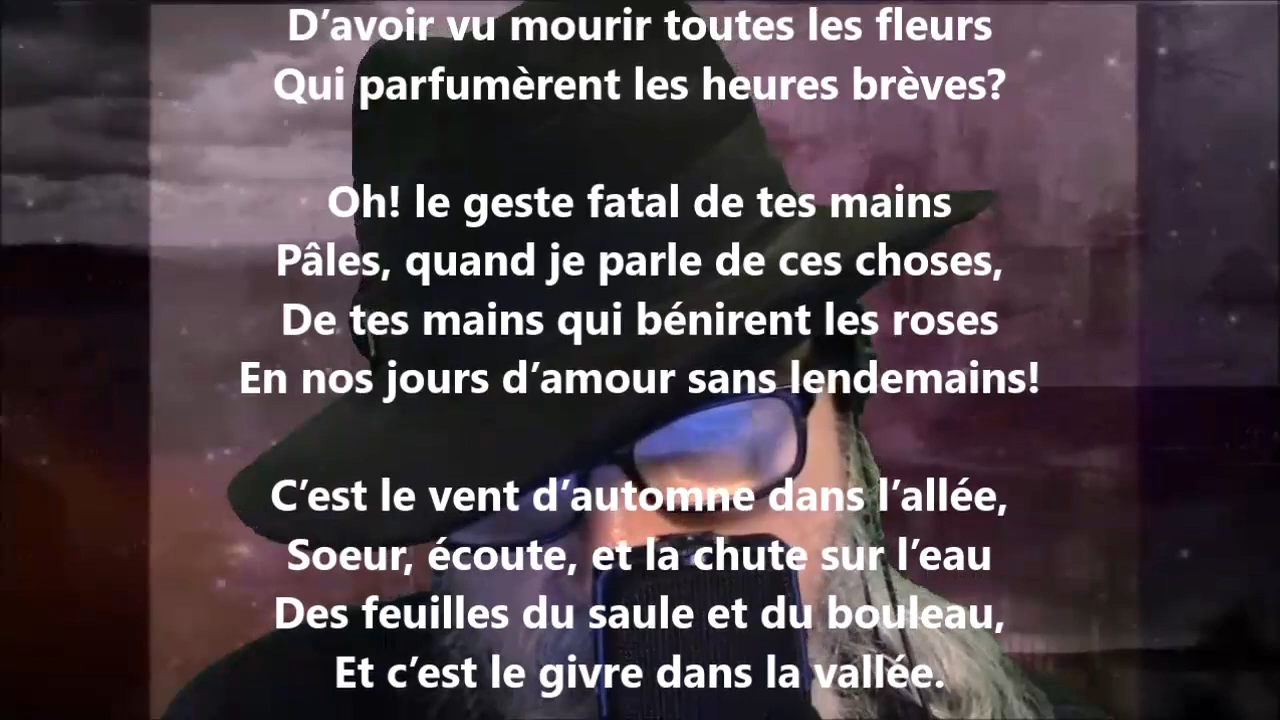 D’avoir vu mourir toutes les fleurs
Qui parfumèrent les heures brèves?
Oh! le geste fatal de tes mains
Pâles, quand je parle de ces choses,
De tes mains qui bénirent les roses
En nos jours d’amour sans lendemains!
C’est le vent d’automne dans l’allée,
Soeur, écoute, et la chute sur l’eau
Des feuilles du saule et du bouleau,
Et c’est le givre dans la vallée.